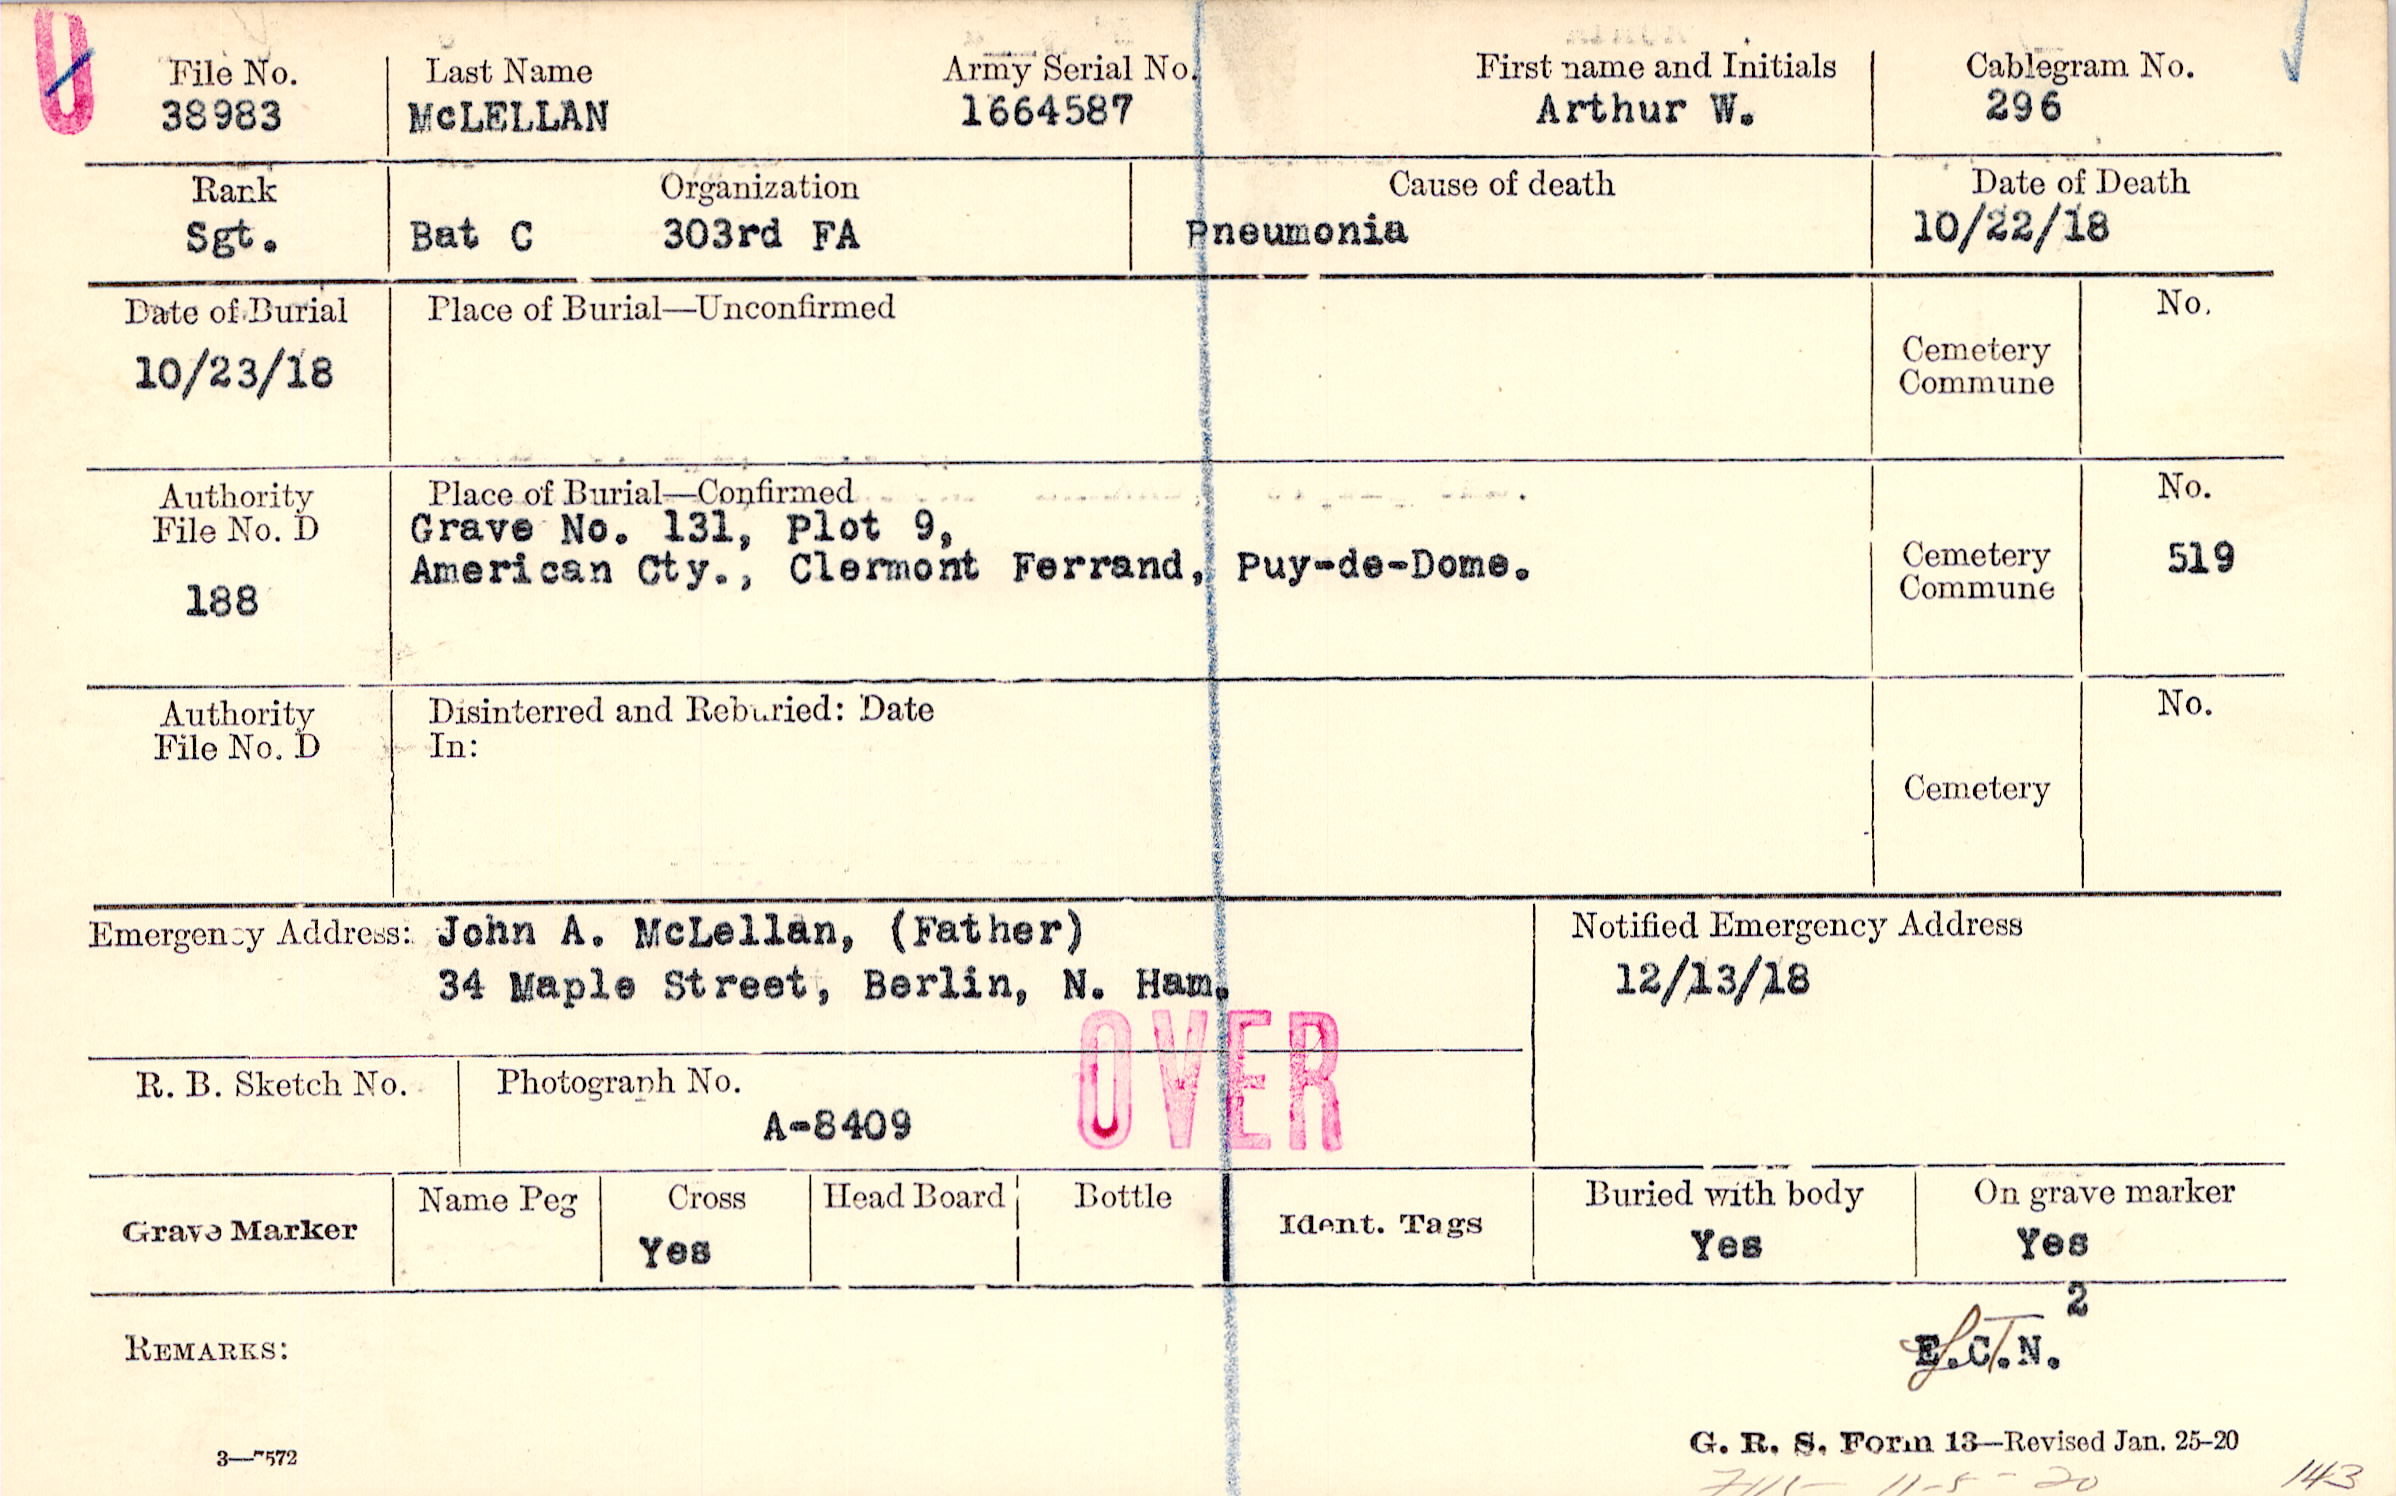 File No. Last Name Army Serial No. First name and Initials Cablegram No.
38983 McLELLAN 1664587 Arthur W. 296
Rank Organization Cause of death Date of Death
Sgt. Bat C 303rd FA Pneumonia 10/22/18
Date of Burial Place of Burial—Unconfirmed No.
10/23/18
Cemetery
Commune
Authority Place of Burial—Confirmed No.
File No. D Grave No. 131, Plot 9,
American Cty., Clermont Ferrand, Puy-de-Dome.
Cemetery 519
Commune
188
Authority Disinterred and Reburied: Date No.
File No. D In:
Cemetery
Emergency Address: John A. McLellan, (Father) Notified Emergency Address
34 Maple Street, Berlin, N. Ham. 12/13/18
OVER
R. B. Sketch No. Photograph No.
A-8409
Grave Marker Name Peg Cross Head Board Bottle Ident. Tags Buried with body On grave marker
Yes Yes Yes
2
REMARKS: E.C.N.
3—7572 G. R. S. Form 13—Revised Jan. 25-20
11-5-20 143